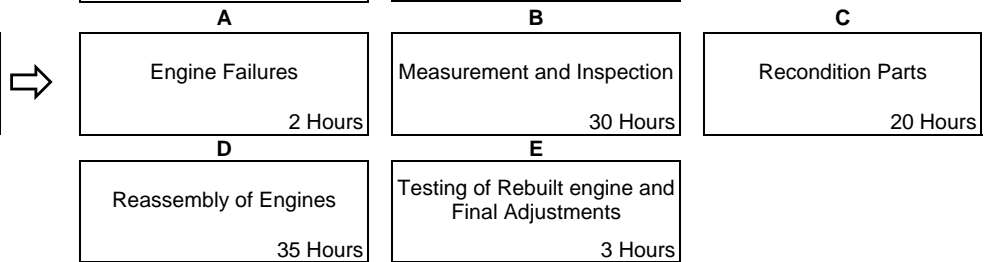 A
B
C
Engine Failures
Measurement and Inspection
Recondition Parts
2 Hours
30 Hours
20 Hours
D
E
Reassembly of Engines
Testing of Rebuilt engine and
Final Adjustments
35 Hours
3 Hours